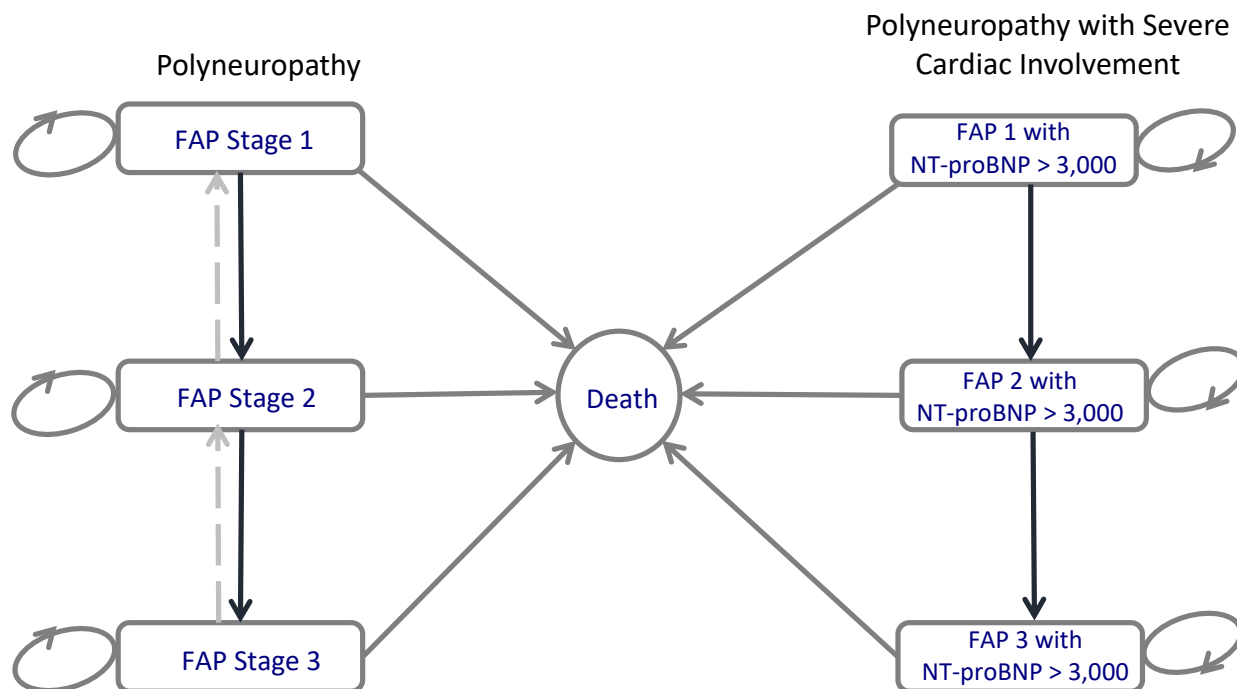 Polyneuropathy
Polyneuropathy with Severe
Cardiac Involvement
FAP Stage 1
FAP 1 with
NT-proBNP > 3,000
FAP Stage 2
Death
FAP 2 with
NT-proBNP > 3,000
FAP Stage 3
FAP 3 with
NT-proBNP > 3,000